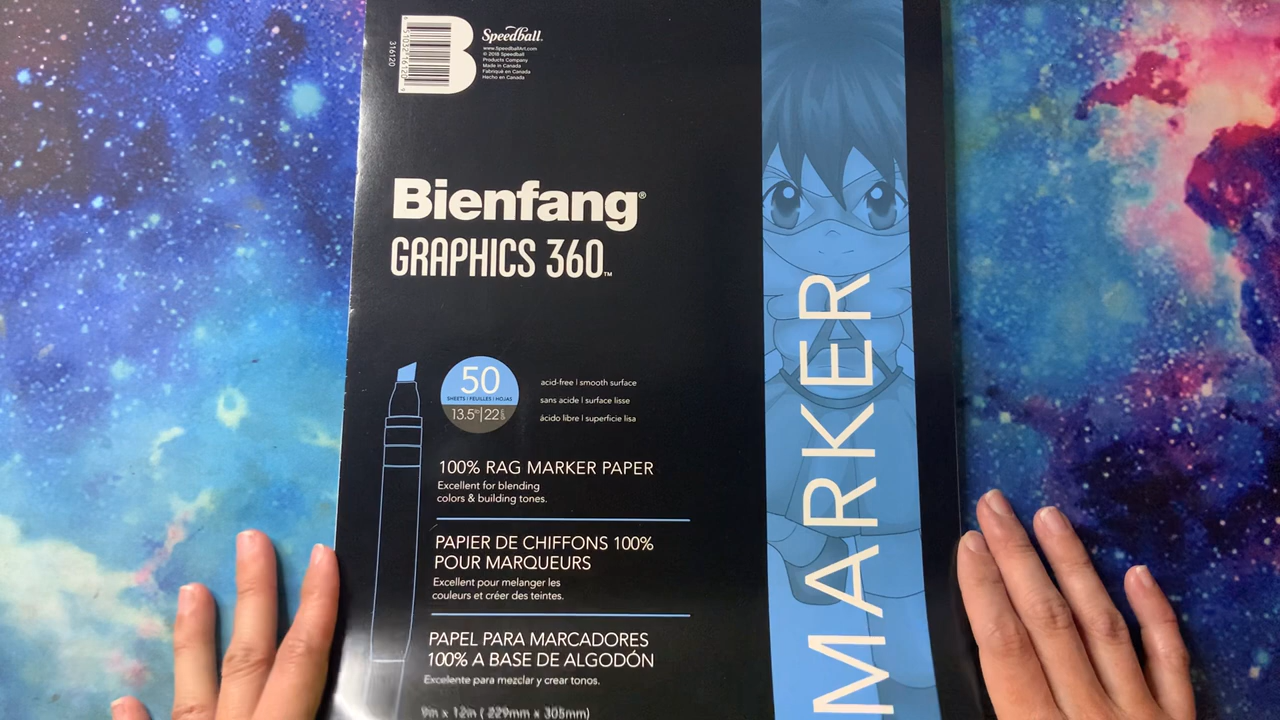 Speedball®
www.SpeedballArt.com
© 2018 Speedball
Products Company
Made in Canada
Fabriqué en Canada
Hecho en Canada
316120
B
Bienfang®
GRAPHICS 360™
50
SHEETS | FEUILLES | HOJAS
13.5lb|22
acid-free | smooth surface
sans acide | surface lisse
ácido libre | superficie lisa
100% RAG MARKER PAPER
Excellent for blending
colors & building tones.
PAPIER DE CHIFFONS 100%
POUR MARQUEURS
Excellent pour melanger les
couleurs et créer des teintes.
PAPEL PARA MARCADORES
100% A BASE DE ALGODÓN
Excelente para mezclar y crear tonos.
9in x 12in ( 229mm x 305mm)
MARKER